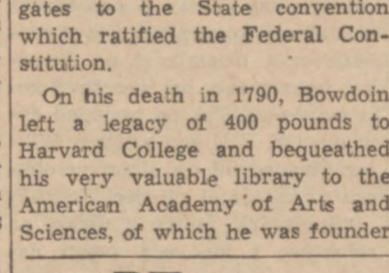 gates to the State convention
which ratified the Federal Con-
stitution.
On his death in 1790, Bowdoin
left a legacy of 400 pounds to
Harvard College and bequeathed
his very valuable library to the
American Academy of Arts and
Sciences, of which he was founder